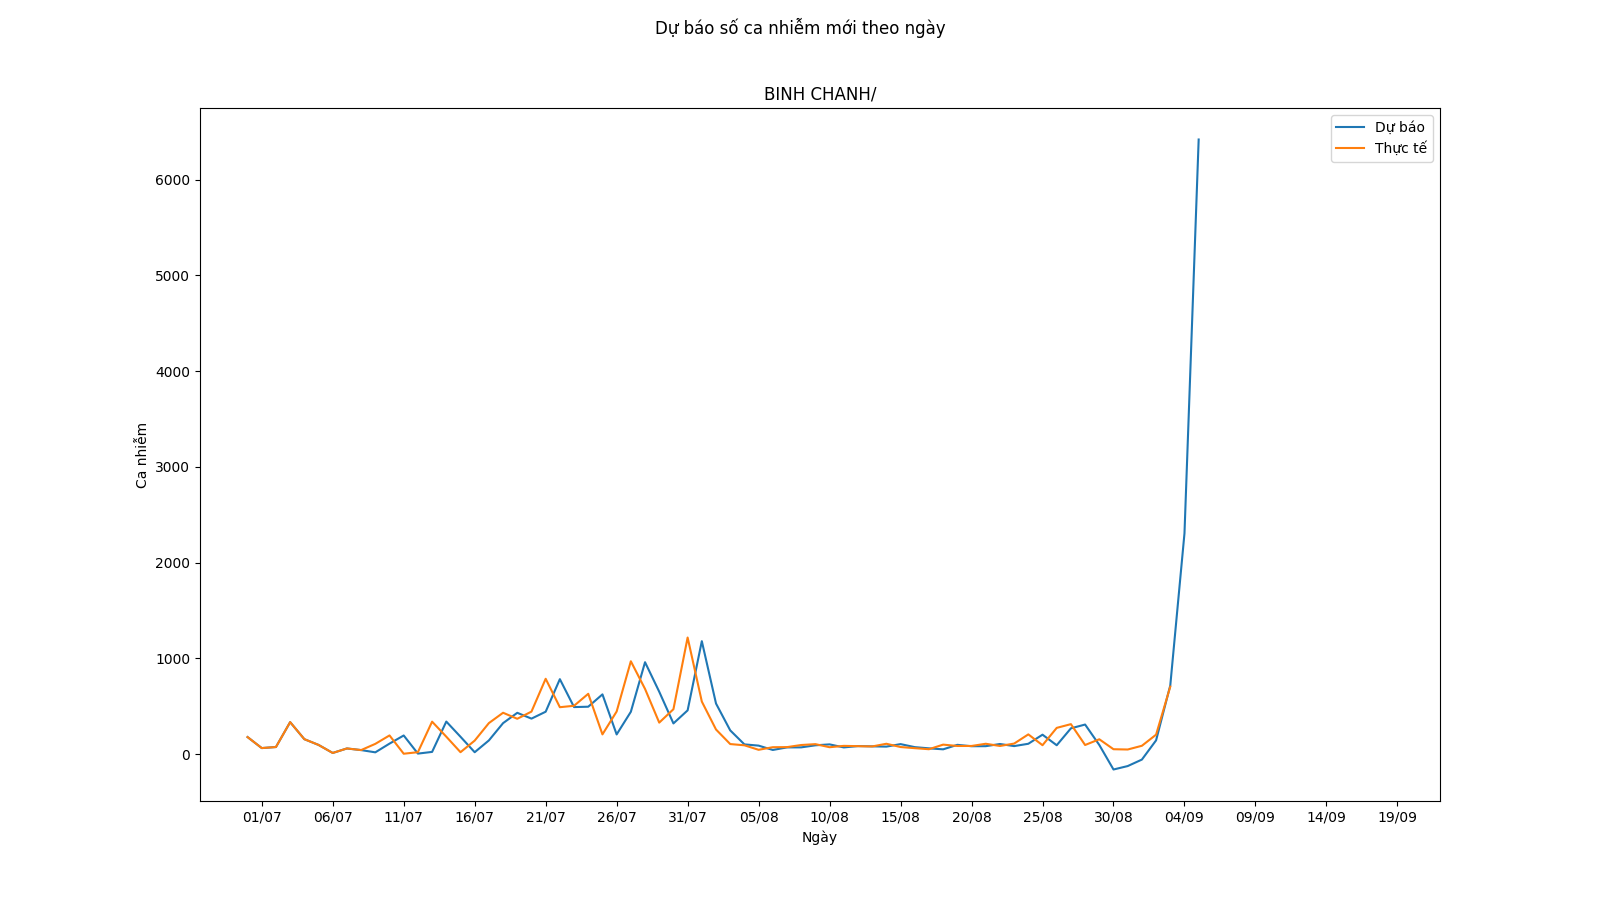 Dự báo số ca nhiễm mới theo ngày
BINH CHANH/
Dự báo
Thực tế
6000
5000
4000
3000
2000
1000
0
Ca nhiễm
01/07 06/07 11/07 16/07 21/07 26/07 31/07 05/08 10/08 15/08 20/08 25/08 30/08 04/09 09/09 14/09 19/09
Ngày